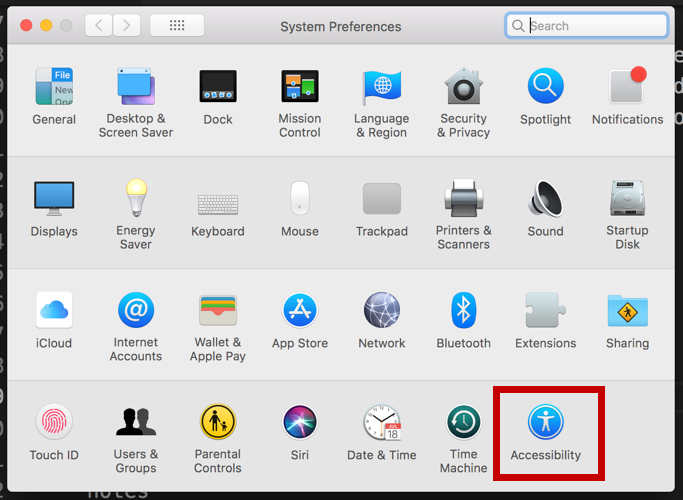 System Preferences
Search
File
New
Ope
General
Desktop &
Screen Saver
Dock
Mission
Control
Language
& Region
Security
& Privacy
Spotlight
Notifications
Displays
Energy
Saver
Keyboard
Mouse
Trackpad
Printers &
Scanners
Sound
Startup
Disk
iCloud
@
Internet
Accounts
Wallet &
Apple Pay
App Store
Network
Bluetooth
Extensions
Sharing
Touch ID
Users &
Groups
Parental
Controls
Siri
JUL
18
Date & Time
Time
Machine
Accessibility
notes